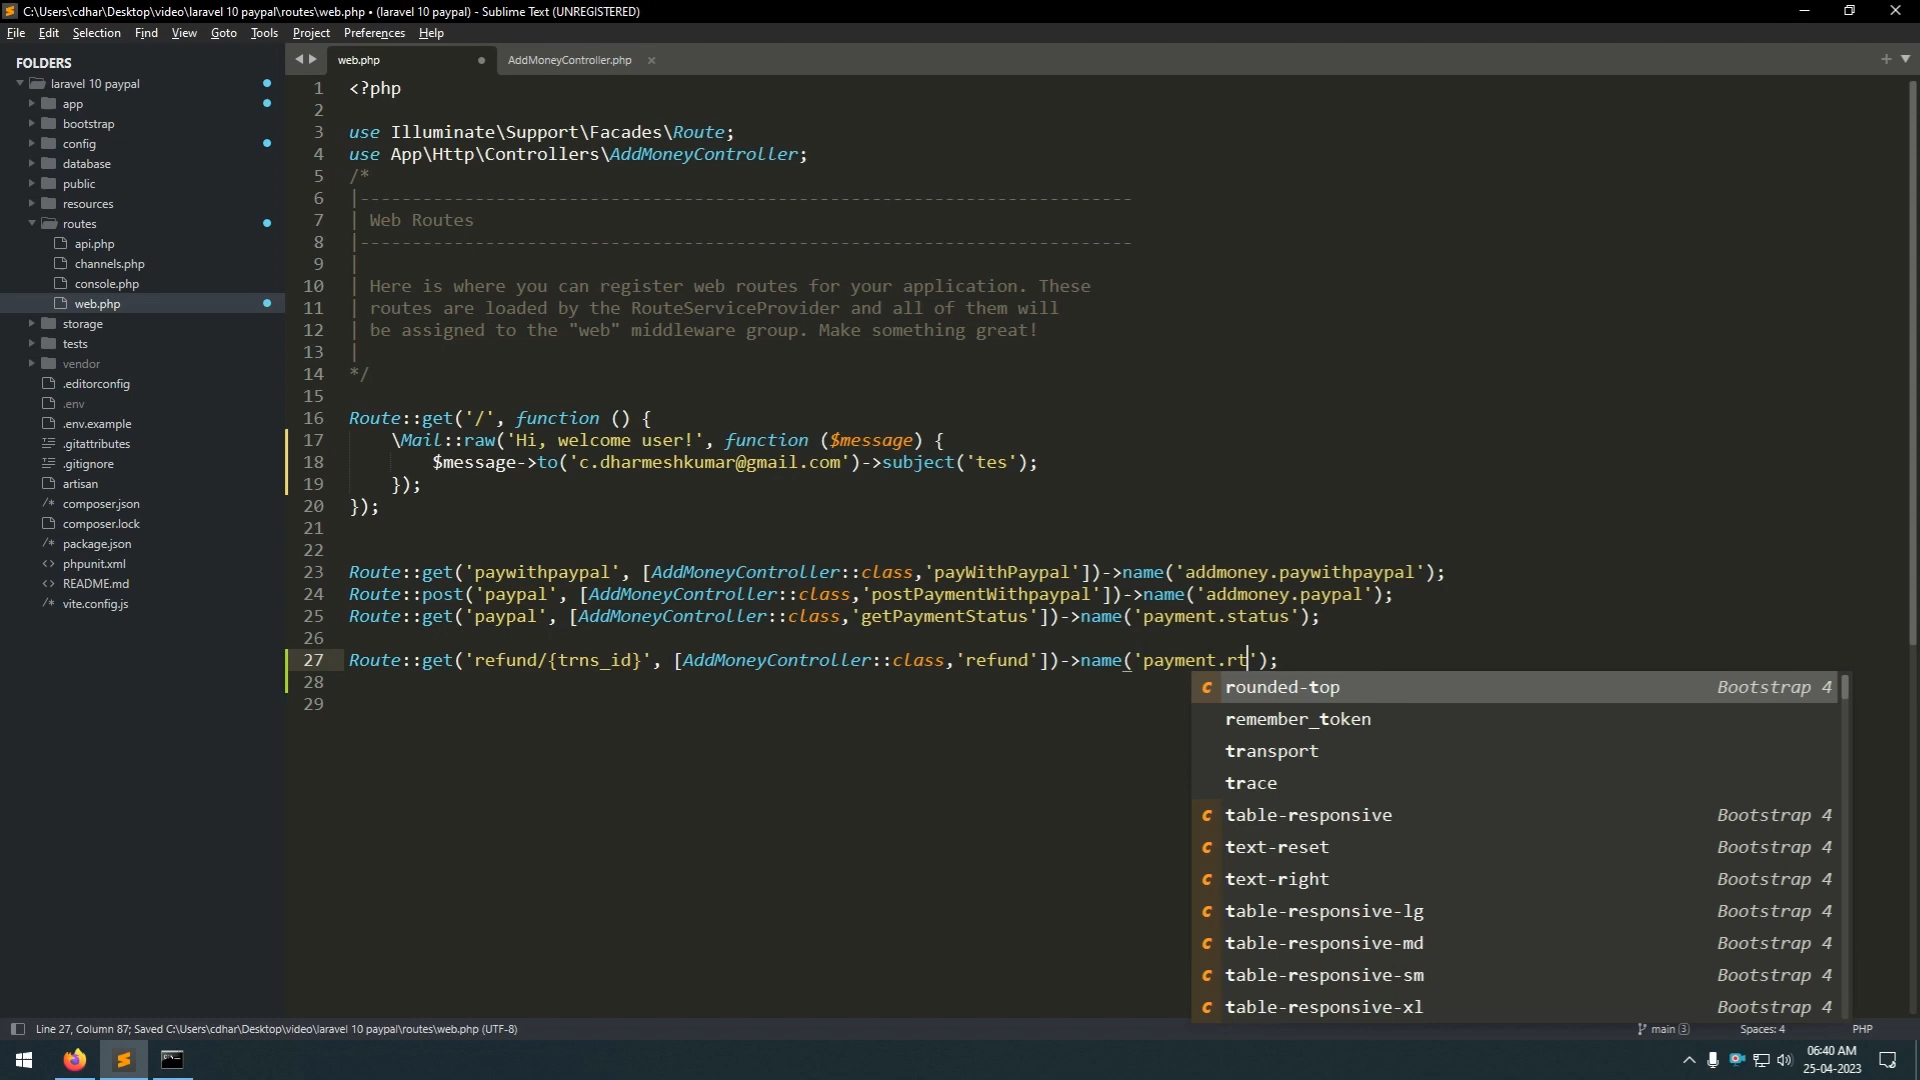 C:\Users\cdhar\Desktop\video\laravel 10 paypal\routes\web.php • (laravel 10 paypal) - Sublime Text (UNREGISTERED)
File Edit Selection Find View Goto Tools Project Preferences Help
FOLDERS
laravel 10 paypal
app
bootstrap
config
database
public
resources
routes
api.php
channels.php
console.php
web.php
storage
tests
vendor
.editorconfig
.env
.env.example
.gitattributes
.gitignore
artisan
composer.json
composer.lock
package.json
phpunit.xml
README.md
vite.config.js
web.php
AddMoneyController.php
1 <?php
2
3 use Illuminate\Support\Facades\Route;
4 use App\Http\Controllers\AddMoneyController;
5 /*
6 |--------------------------------------------------------------------------
7 | Web Routes
8 |--------------------------------------------------------------------------
9 |
10 | Here is where you can register web routes for your application. These
11 | routes are loaded by the RouteServiceProvider and all of them will
12 | be assigned to the "web" middleware group. Make something great!
13 |
14 */
15
16 Route::get('/', function () {
17 \Mail::raw('Hi, welcome user!', function ($message) {
18 $message->to('c.dharmeshkumar@gmail.com')->subject('tes');
19 });
20 });
21
22
23 Route::get('paywithpaypal', [AddMoneyController::class,'payWithPaypal'])->name('addmoney.paywithpaypal');
24 Route::post('paypal', [AddMoneyController::class,'postPaymentWithpaypal'])->name('addmoney.paypal');
25 Route::get('paypal', [AddMoneyController::class,'getPaymentStatus'])->name('payment.status');
26
27 Route::get('refund/{trns_id}', [AddMoneyController::class,'refund'])->name('payment.rt');
28
29
c rounded-top Bootstrap 4
remember_token
transport
trace
c table-responsive Bootstrap 4
c text-reset Bootstrap 4
c text-right Bootstrap 4
c table-responsive-lg Bootstrap 4
c table-responsive-md Bootstrap 4
c table-responsive-sm Bootstrap 4
c table-responsive-xl Bootstrap 4
Line 27, Column 87; Saved C:\Users\cdhar\Desktop\video\laravel 10 paypal\routes\web.php (UTF-8)
main 3 Spaces: 4 PHP
06:40 AM
25-04-2023